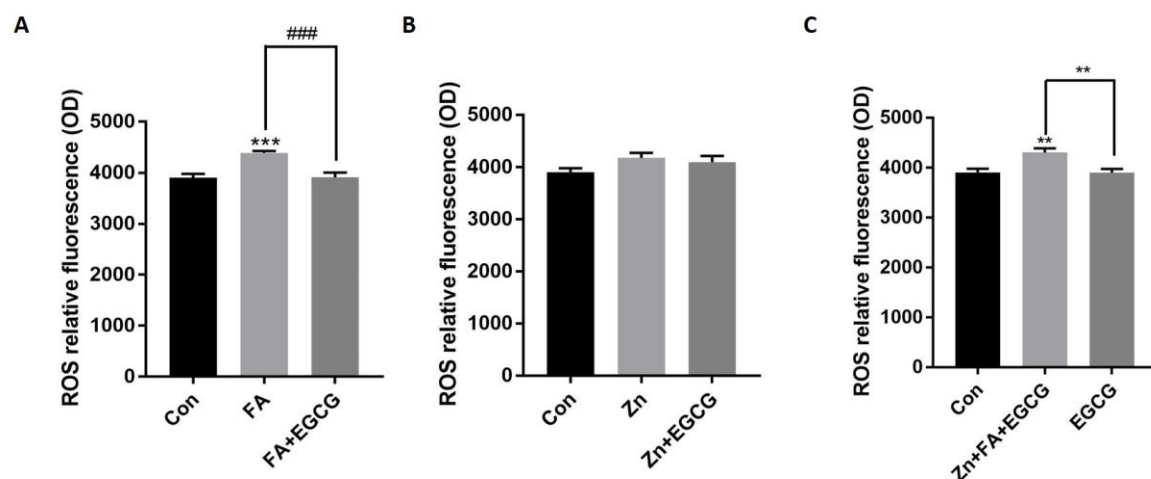 A
ROS relative fluorescence (OD)
5000
4000
3000
2000
1000
0
###
***
Con
FA
FA+EGCG
B
ROS relative fluorescence (OD)
5000
4000
3000
2000
1000
0
Con
Zn
Zn+EGCG
C
ROS relative fluorescence (OD)
5000
4000
3000
2000
1000
0
**
**
Con
Zn+FA+EGCG
EGCG